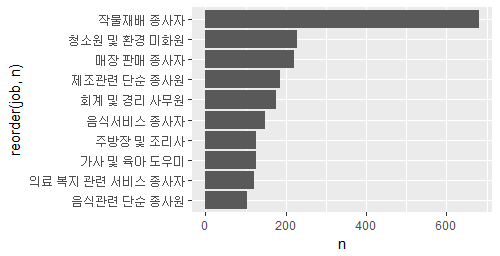 작물재배 종사자
청소원 및 환경 미화원
매장 판매 종사자
제조관련 단순 종사원
회계 및 경리 사무원
음식서비스 종사자
주방장 및 조리사
가사 및 육아 도우미
의료 복지 관련 서비스 종사자
음식관련 단순 종사원
reorder(job, n)
0 200 400 600
n